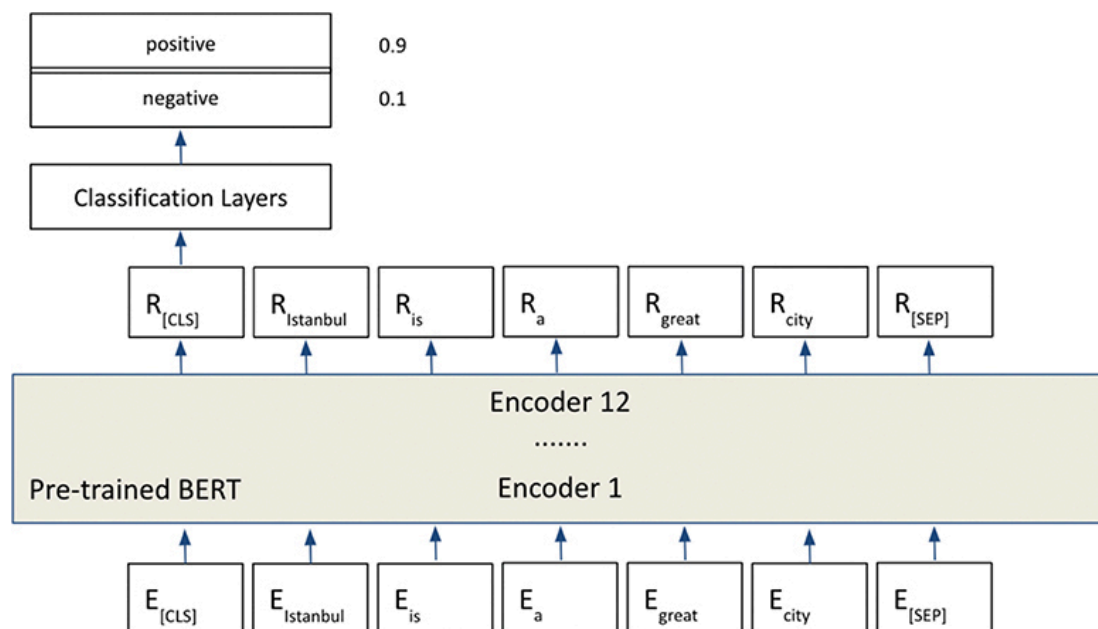 positive 0.9
negative 0.1
Classification Layers
R[CLS] RIstanbul Ris Ra Rgreat Rcity R[SEP]
Encoder 12
.......
Pre-trained BERT Encoder 1
E[CLS] EIstanbul Eis Ea Egreat Ecity E[SEP]